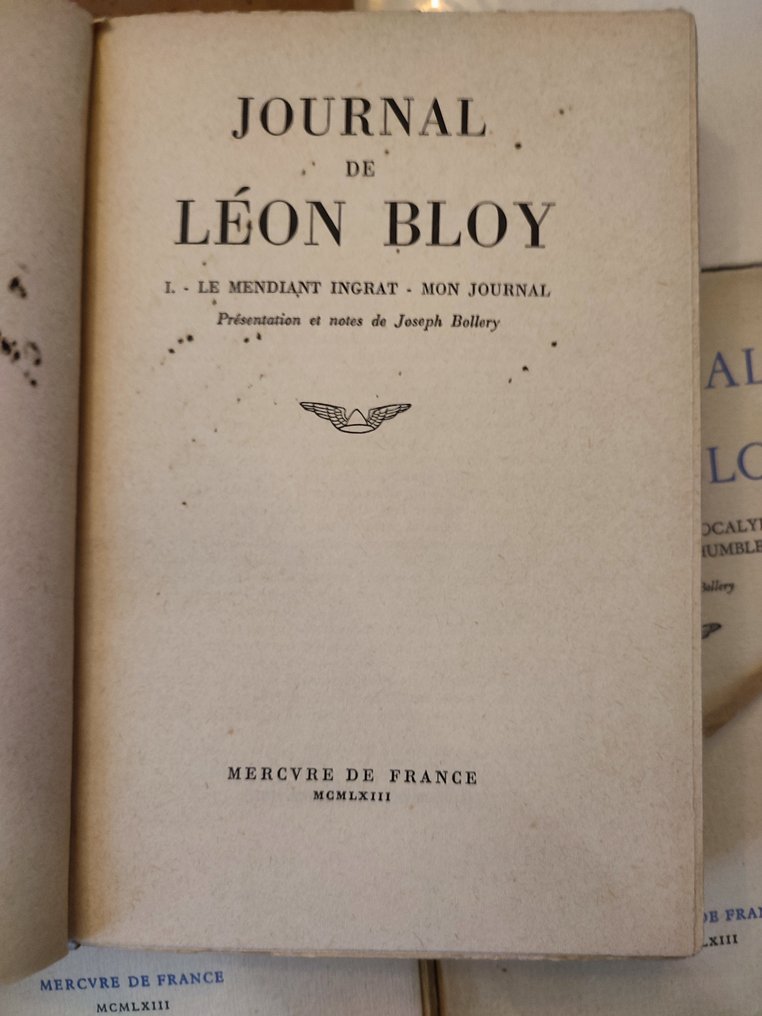 JOURNAL
DE
LÉON BLOY
I. - LE MENDIANT INGRAT - MON JOURNAL
Présentation et notes de Joseph Bollery
MERCVRE DE FRANCE
MCMLXIII
Bollery
MERCVRE DE FRANCE
MCMLXIII